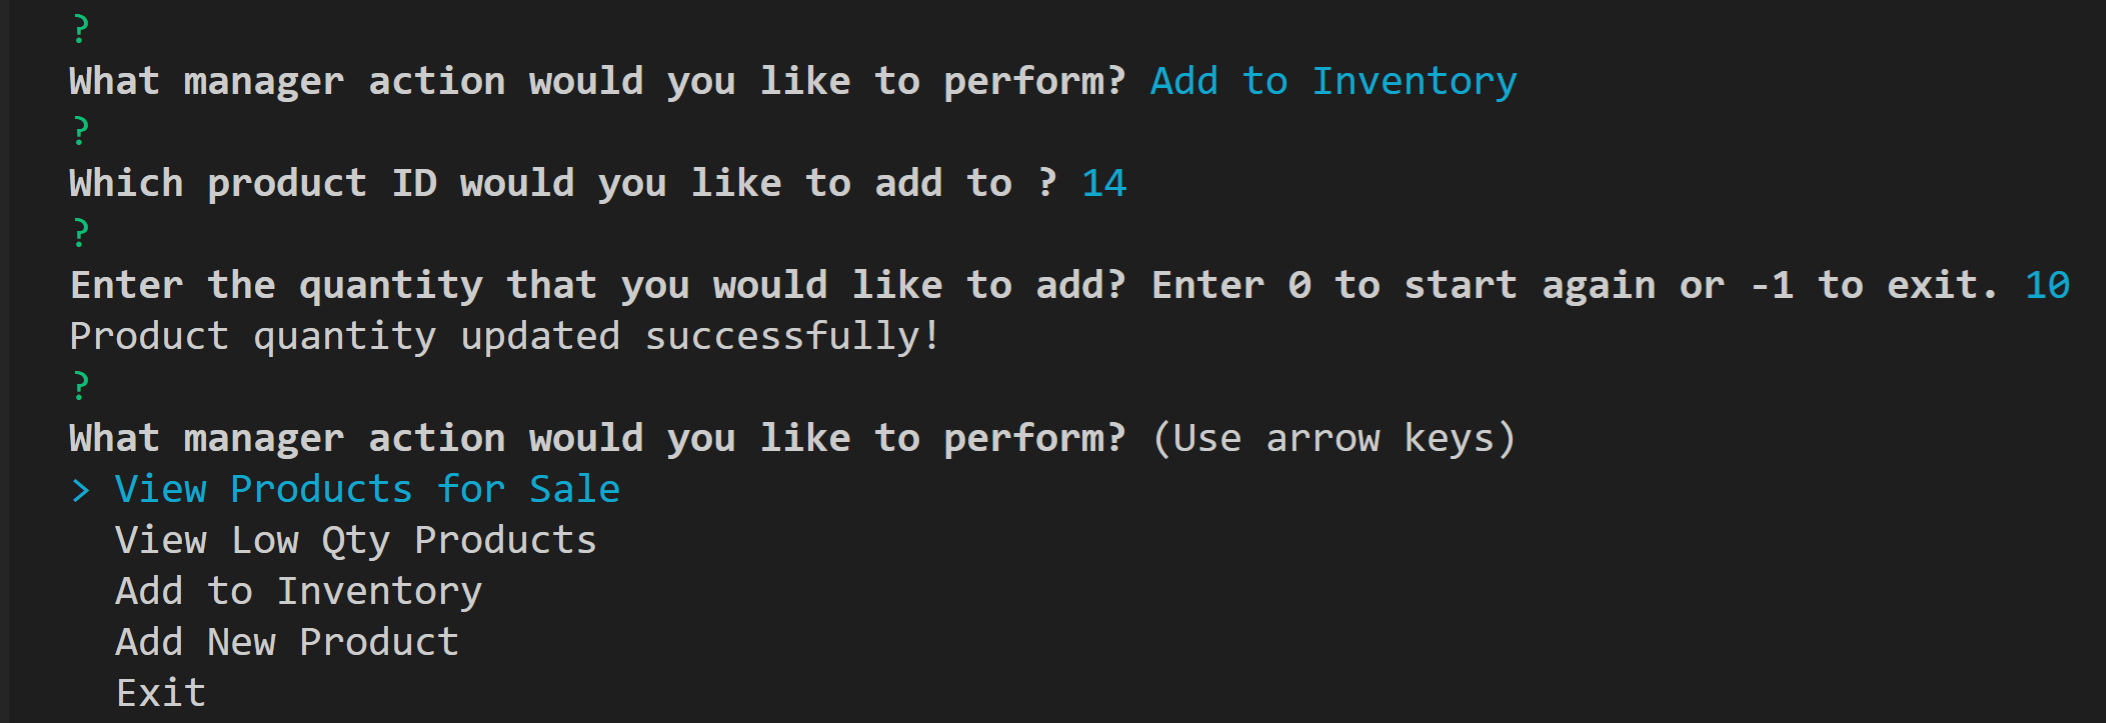 ?
What manager action would you like to perform? Add to Inventory
?
Which product ID would you like to add to ? 14
?
Enter the quantity that you would like to add? Enter 0 to start again or -1 to exit. 10
Product quantity updated successfully!
?
What manager action would you like to perform? (Use arrow keys)
> View Products for Sale
View Low Qty Products
Add to Inventory
Add New Product
Exit